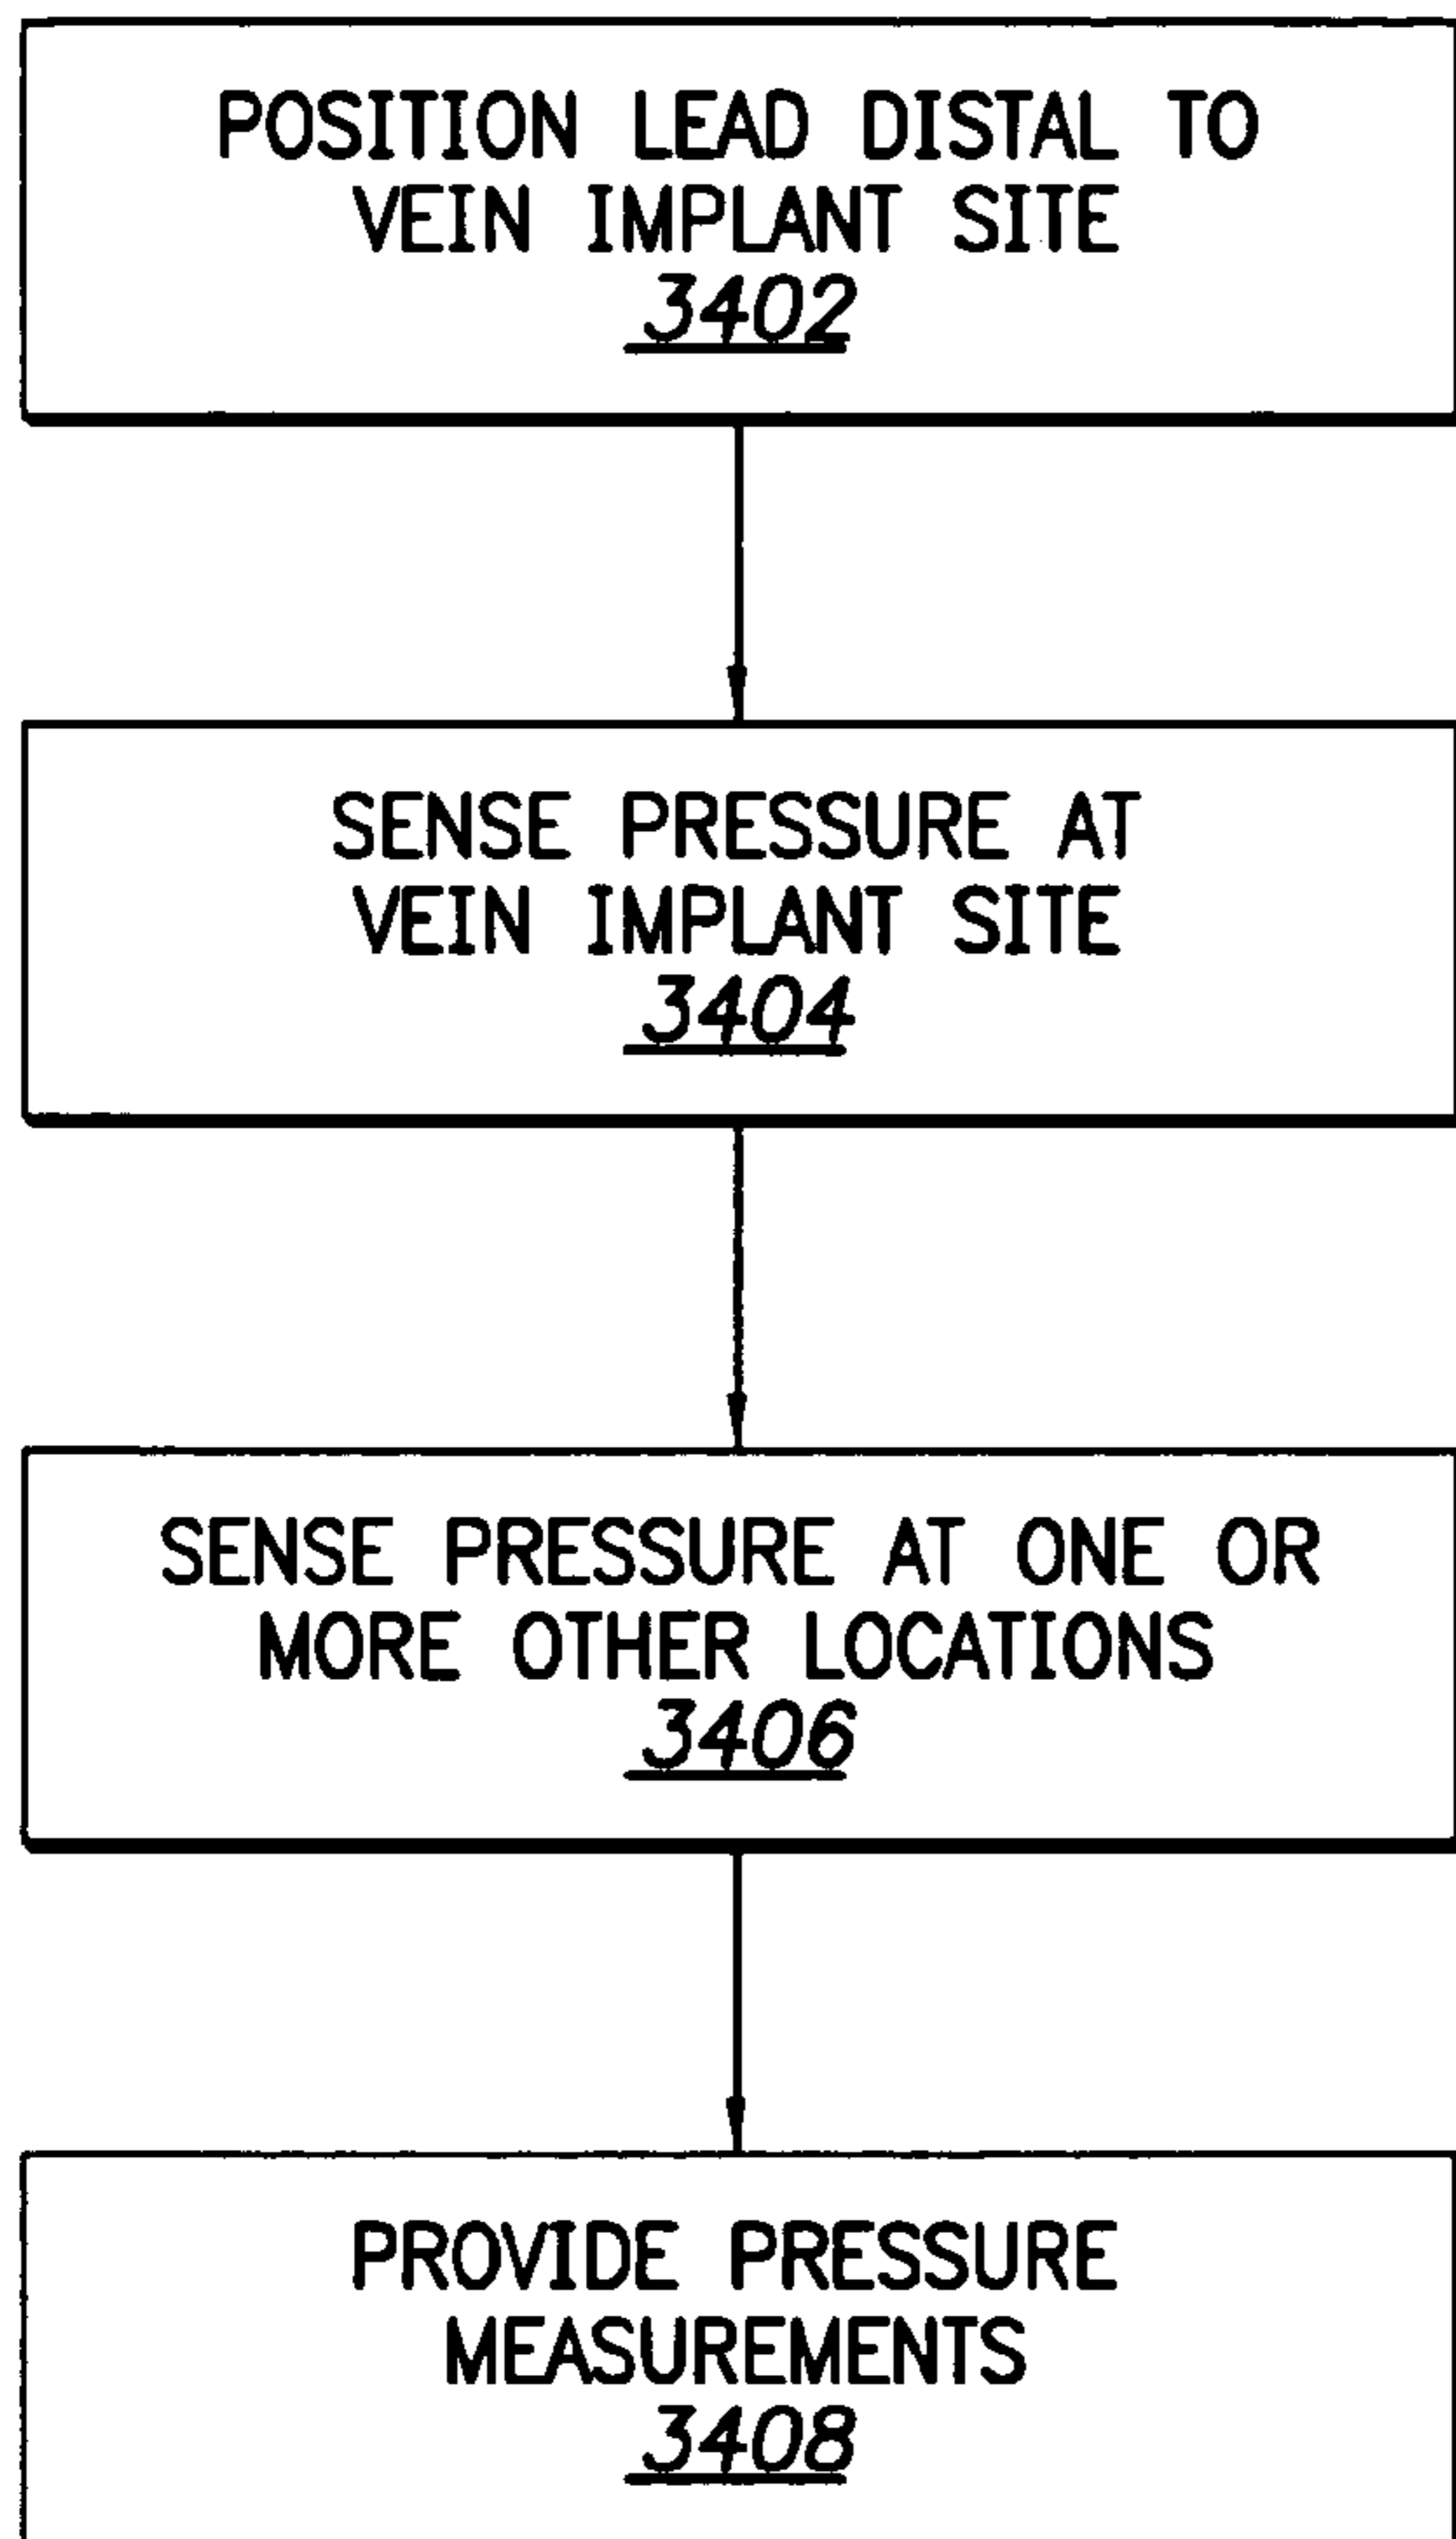 POSITION LEAD DISTAL TO
VEIN IMPLANT SITE
3402
SENSE PRESSURE AT
VEIN IMPLANT SITE
3404
SENSE PRESSURE AT ONE OR
MORE OTHER LOCATIONS
3406
PROVIDE PRESSURE
MEASUREMENTS
3408